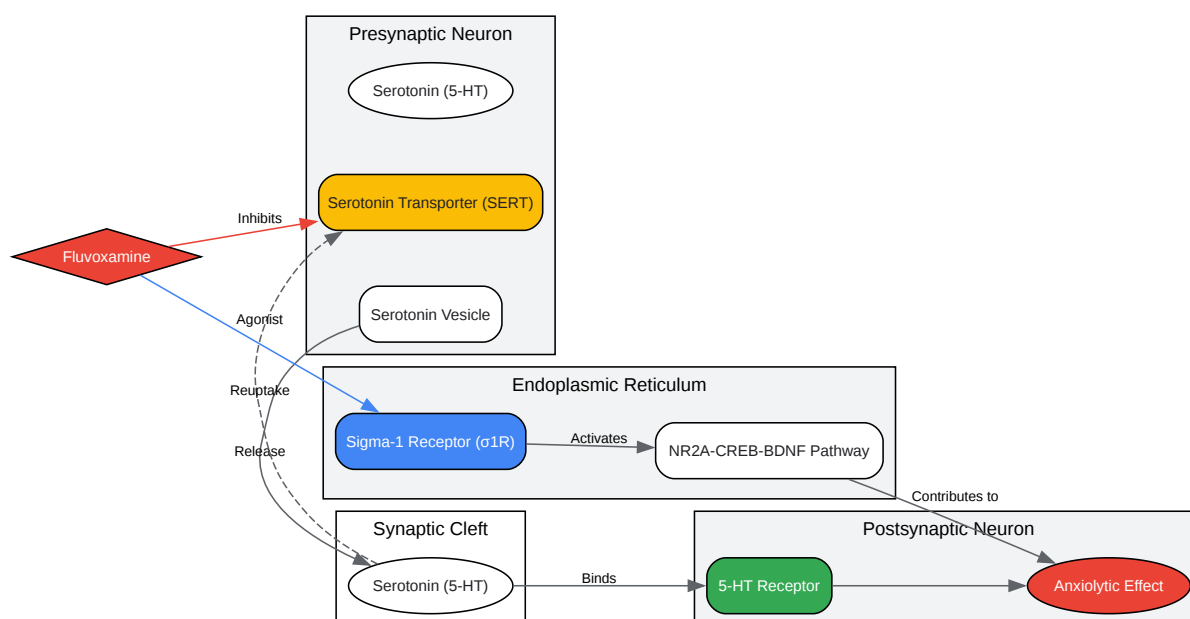 Presynaptic Neuron
Serotonin (5-HT)
Serotonin Transporter (SERT)
Inhibits
Fluvoxamine
Serotonin Vesicle
Agonist
Endoplasmic Reticulum
Reuptake
Sigma-1 Receptor (σ1R)
Activates
NR2A-CREB-BDNF Pathway
Release
Contributes to
Synaptic Cleft
Postsynaptic Neuron
Serotonin (5-HT)
Binds
5-HT Receptor
Anxiolytic Effect